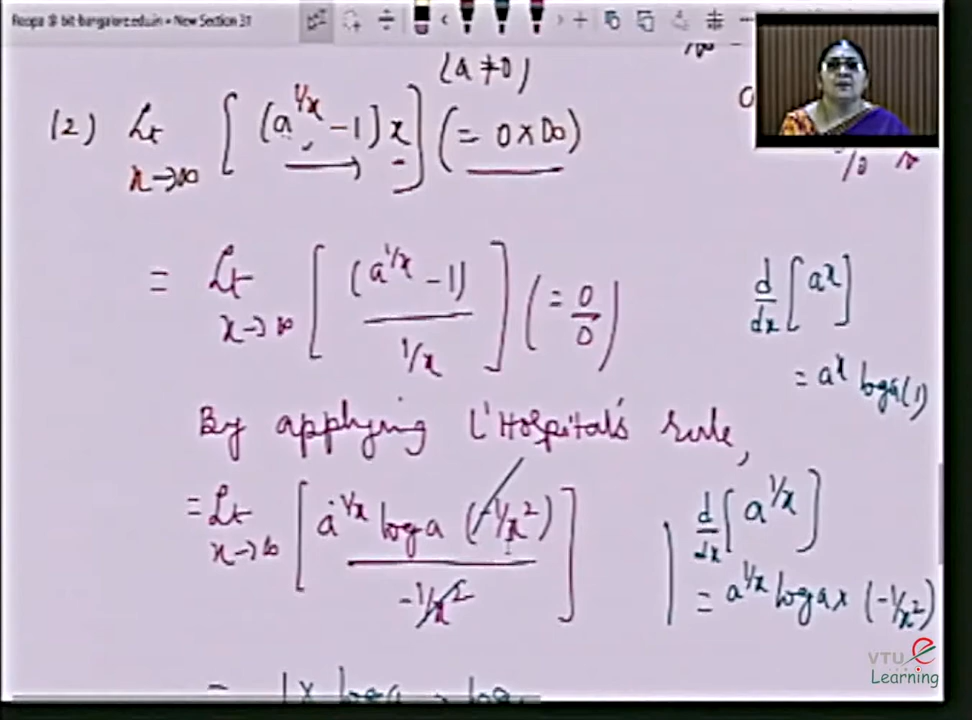 Roopa @ bit-bangalore.edu.in • New Section 31
(a ≠ 0)
(2) Lt x→∞ [(a^{1/x} - 1) x] (= 0 × ∞)
= Lt x→∞ [(a^{1/x} - 1) / (1/x)] (= 0/0)
d/dx [a^x]
= a^x log a (1)
By applying L'Hospital's rule,
= Lt x→∞ [a^{1/x} log a (-1/x²) / (-1/x²)]
d/dx [a^{1/x}]
= a^{1/x} log a × (-1/x²)
= 1 × log a
VTU e
Learning